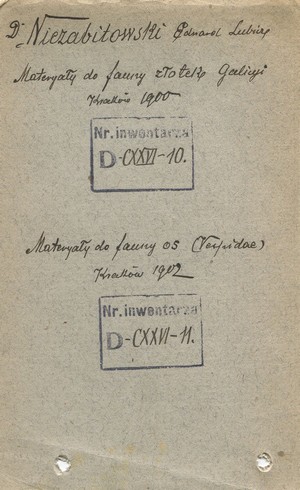 Dr Niezabitowski Edward Lubicz
Materyały do fauny złotek Galicyi
Kraków 1900
Nr. inwentarza
D-CXXVI-10.
Materyały do fauny os (Vespidae)
Kraków 1902
Nr. inwentarza
D-CXXVI-11.